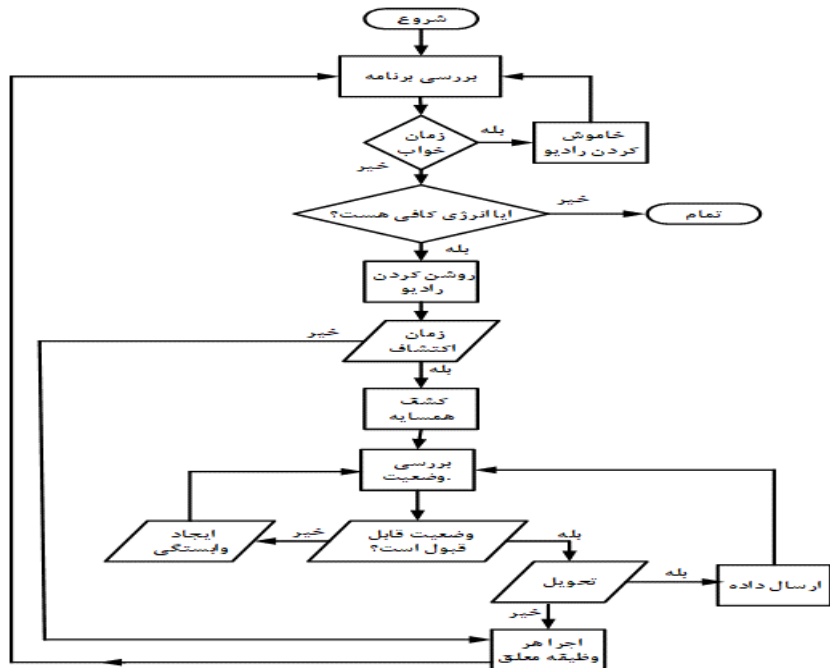 شروع
بررسی برنامه
زمان
خواب
بله
خاموش
کردن رادیو
خیر
ایا انرژی کافی هست؟
خیر
تمام
بله
روشن کردن
رادیو
زمان
اکتشاف
خیر
بله
کشف
همسایه
بررسی
وضعیت.
وضعیت قابل
قبول است؟
خیر
ایجاد
وابستگی
بله
تحویل
بله
ارسال داده
خیر
اجرا هر
وظیقه معلق